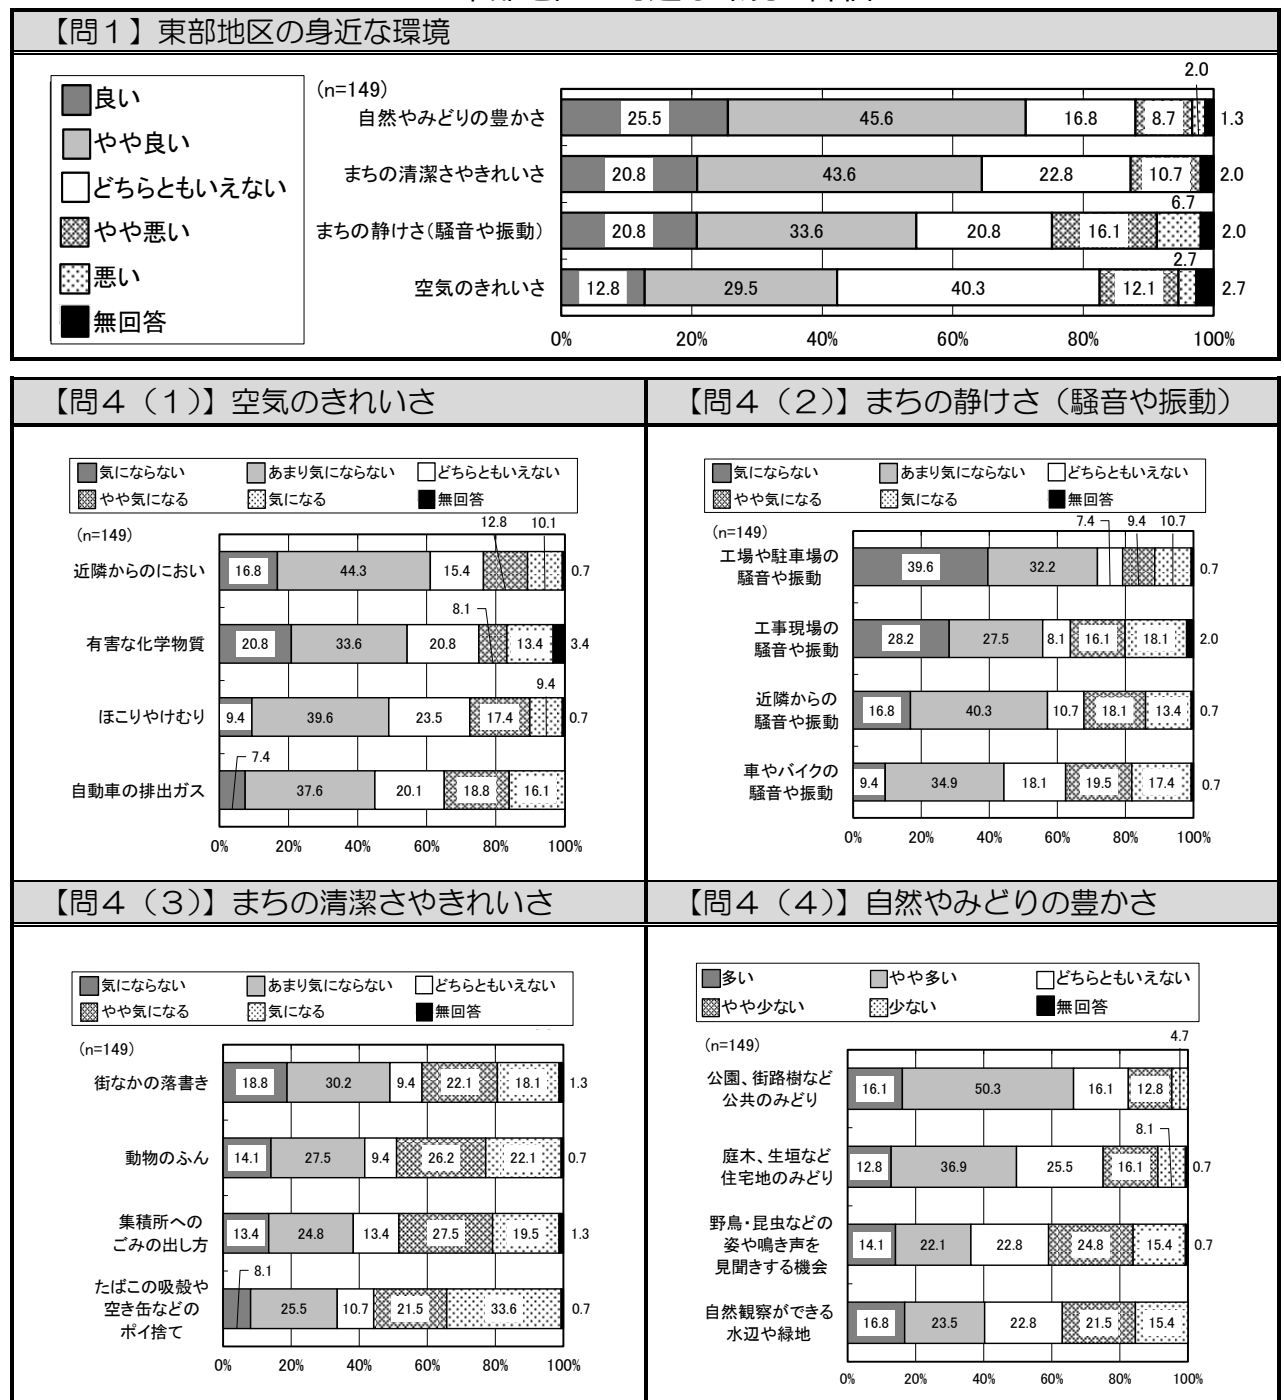 【問１】東部地区の身近な環境
良い
やや良い
どちらともいえない
やや悪い
悪い
無回答
(n=149)
2.0
自然やみどりの豊かさ 25.5 45.6 16.8 8.7 1.3
まちの清潔さやきれいさ 20.8 43.6 22.8 10.7 2.0
6.7
まちの静けさ(騒音や振動) 20.8 33.6 20.8 16.1 2.0
2.7
空気のきれいさ 12.8 29.5 40.3 12.1 2.7
0% 20% 40% 60% 80% 100%
【問４（１）】空気のきれいさ
気にならない あまり気にならない どちらともいえない
やや気になる 気になる 無回答
(n=149)
12.8 10.1
近隣からのにおい 16.8 44.3 15.4 0.7
8.1
有害な化学物質 20.8 33.6 20.8 13.4 3.4
9.4
ほこりやけむり 9.4 39.6 23.5 17.4 0.7
7.4
自動車の排出ガス 37.6 20.1 18.8 16.1
0% 20% 40% 60% 80% 100%
【問４（２）】まちの静けさ（騒音や振動）
気にならない あまり気にならない どちらともいえない
やや気になる 気になる 無回答
(n=149)
7.4 9.4 10.7
工場や駐車場の
騒音や振動
39.6 32.2 0.7
工事現場の
騒音や振動
28.2 27.5 8.1 16.1 18.1 2.0
近隣からの
騒音や振動
16.8 40.3 10.7 18.1 13.4 0.7
車やバイクの
騒音や振動
9.4 34.9 18.1 19.5 17.4 0.7
0% 20% 40% 60% 80% 100%
【問４（３）】まちの清潔さやきれいさ
気にならない あまり気にならない どちらともいえない
やや気になる 気になる 無回答
(n=149)
街なかの落書き 18.8 30.2 9.4 22.1 18.1 1.3
動物のふん 14.1 27.5 9.4 26.2 22.1 0.7
集積所への
ごみの出し方
13.4 24.8 13.4 27.5 19.5 1.3
8.1
たばこの吸殻や
空き缶などの
ポイ捨て
25.5 10.7 21.5 33.6 0.7
0% 20% 40% 60% 80% 100%
【問４（４）】自然やみどりの豊かさ
多い やや多い どちらともいえない
やや少ない 少ない 無回答
(n=149)
4.7
公園、街路樹など
公共のみどり
16.1 50.3 16.1 12.8
8.1
庭木、生垣など
住宅地のみどり
12.8 36.9 25.5 16.1 0.7
野鳥・昆虫などの
姿や鳴き声を
見聞きする機会
14.1 22.1 22.8 24.8 15.4 0.7
自然観察ができる
水辺や緑地
16.8 23.5 22.8 21.5 15.4
0% 20% 40% 60% 80% 100%